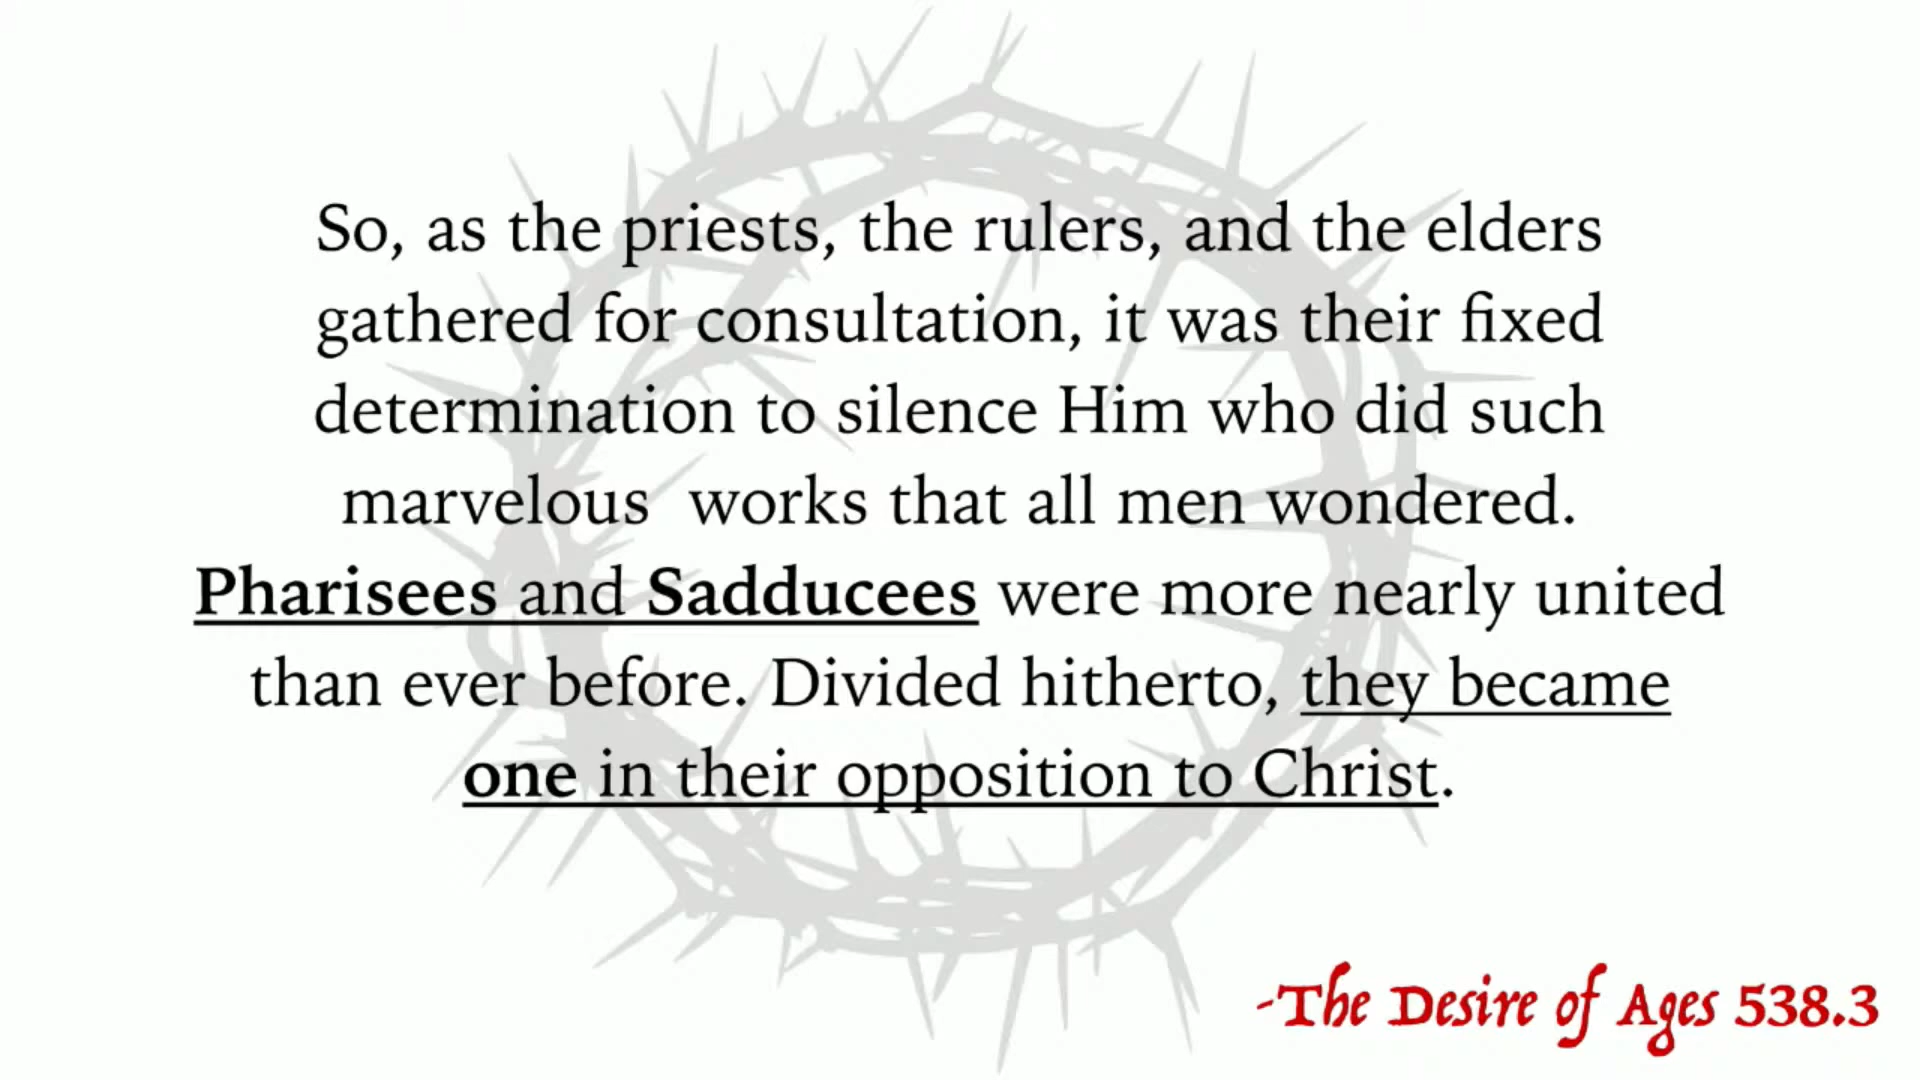 So, as the priests, the rulers, and the elders
gathered for consultation, it was their fixed
determination to silence Him who did such
marvelous  works that all men wondered.
Pharisees and Sadducees were more nearly united
than ever before. Divided hitherto, they became
one in their opposition to Christ.
-The Desire of Ages 538.3